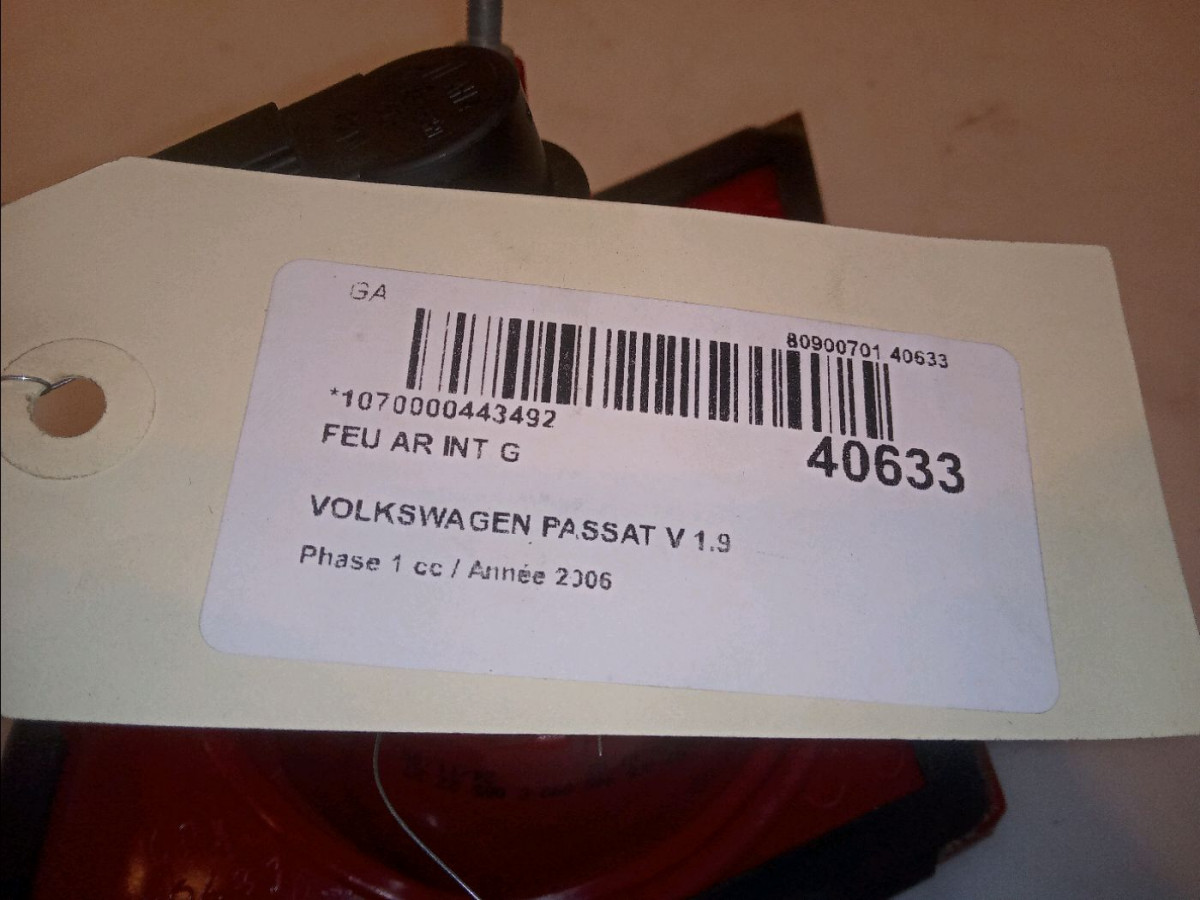 GA
80900701 40633
*1070000443492
40633
FEU AR INT G
VOLKSWAGEN PASSAT V 1.9
Phase 1 cc / Année 2006